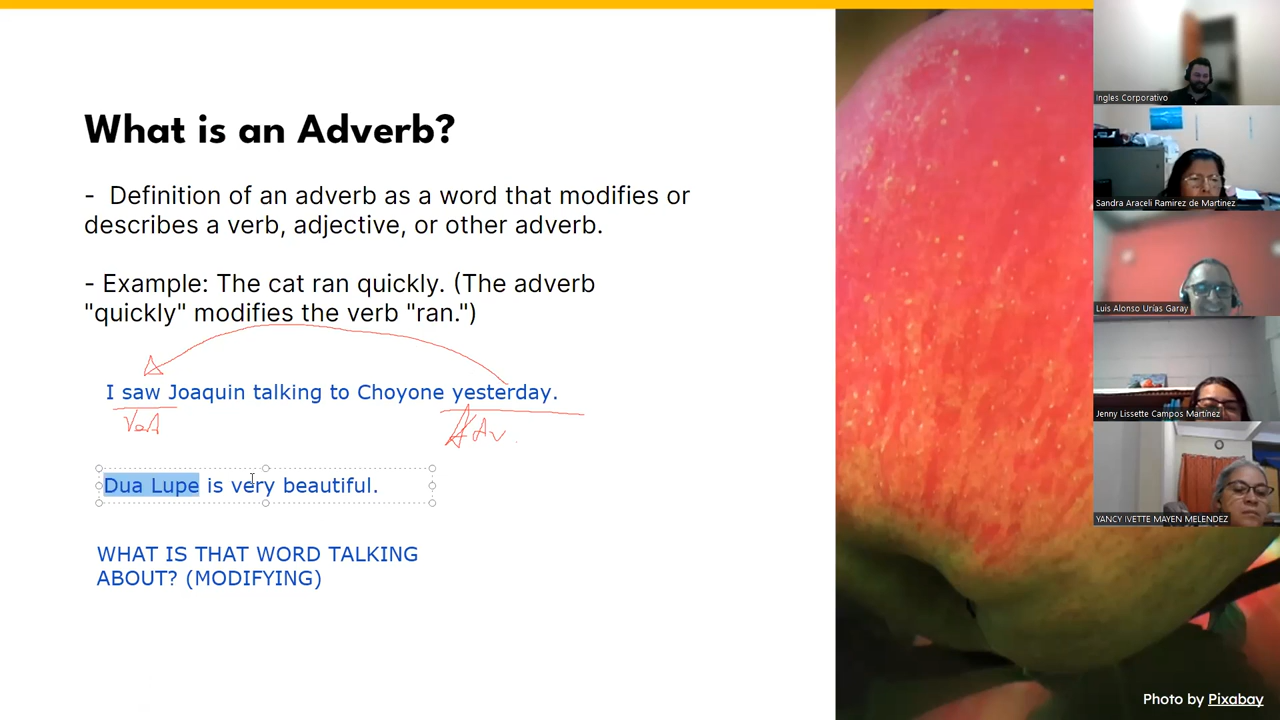 What is an Adverb?
- Definition of an adverb as a word that modifies or
describes a verb, adjective, or other adverb.
- Example: The cat ran quickly. (The adverb
"quickly" modifies the verb "ran.")
I saw Joaquin talking to Choyone yesterday.
Adv.
Dua Lupe is very beautiful.
WHAT IS THAT WORD TALKING
ABOUT? (MODIFYING)
Photo by Pixabay
Ingles Corporativo
Sandra Araceli Ramirez de Martinez
Luis Alonso Urías Garay
Jenny Lissette Campos Martínez
YANCY IVETTE MAYEN MELENDEZ